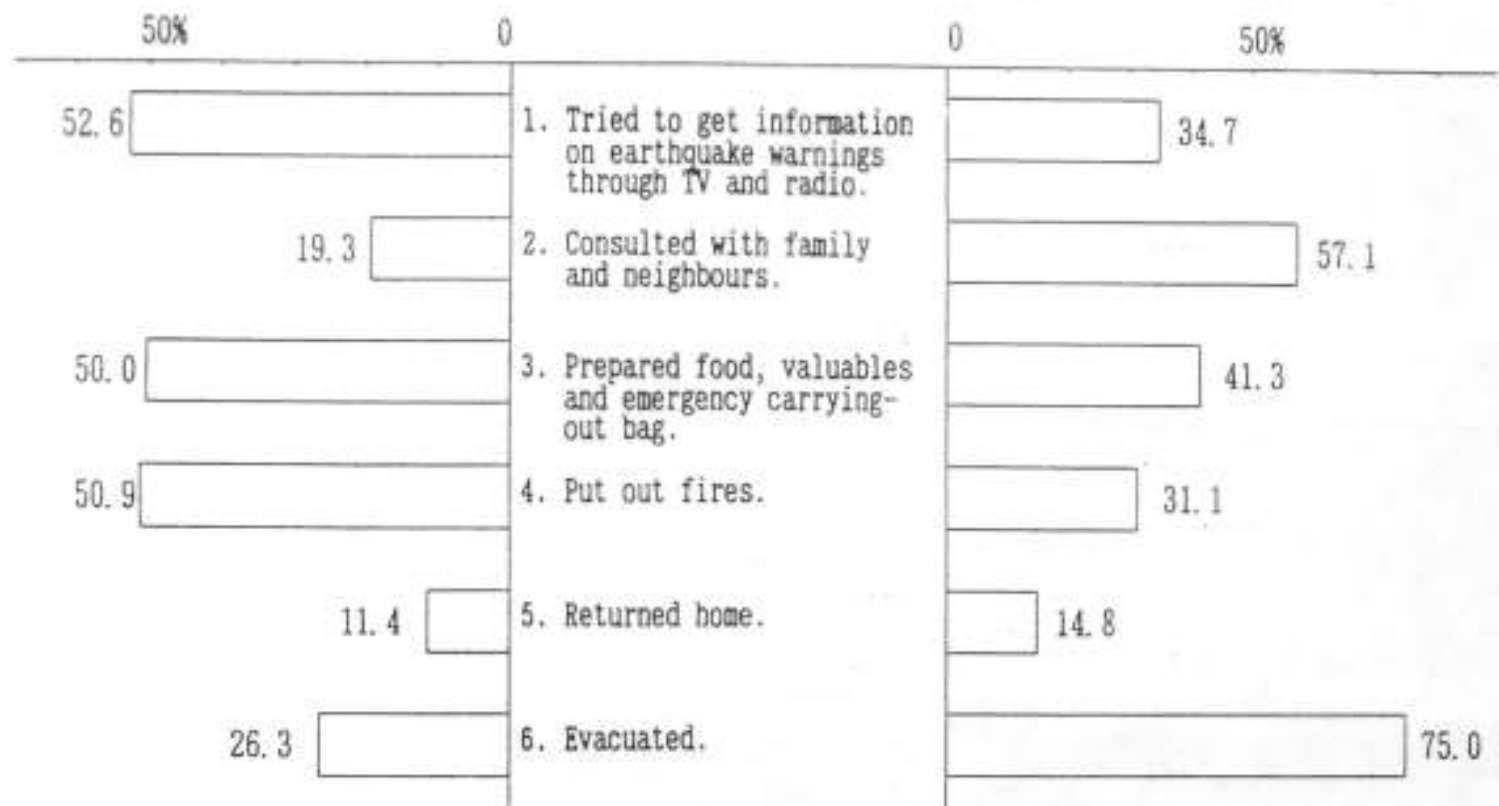 50% 0 0 50%
52.6 1. Tried to get information on earthquake warnings through TV and radio. 34.7
19.3 2. Consulted with family and neighbours. 57.1
50.0 3. Prepared food, valuables and emergency carrying-out bag. 41.3
50.9 4. Put out fires. 31.1
11.4 5. Returned home. 14.8
26.3 6. Evacuated. 75.0